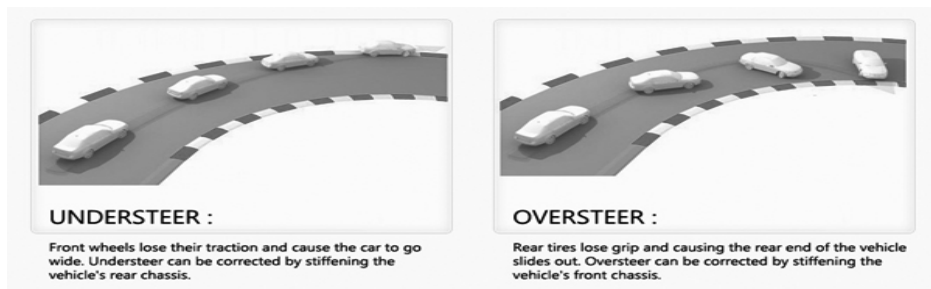 UNDERSTEER :
Front wheels lose their traction and cause the car to go
wide. Understeer can be corrected by stiffening the
vehicle's rear chassis.
OVERSTEER :
Rear tires lose grip and causing the rear end of the vehicle
slides out. Oversteer can be corrected by stiffening the
vehicle's front chassis.